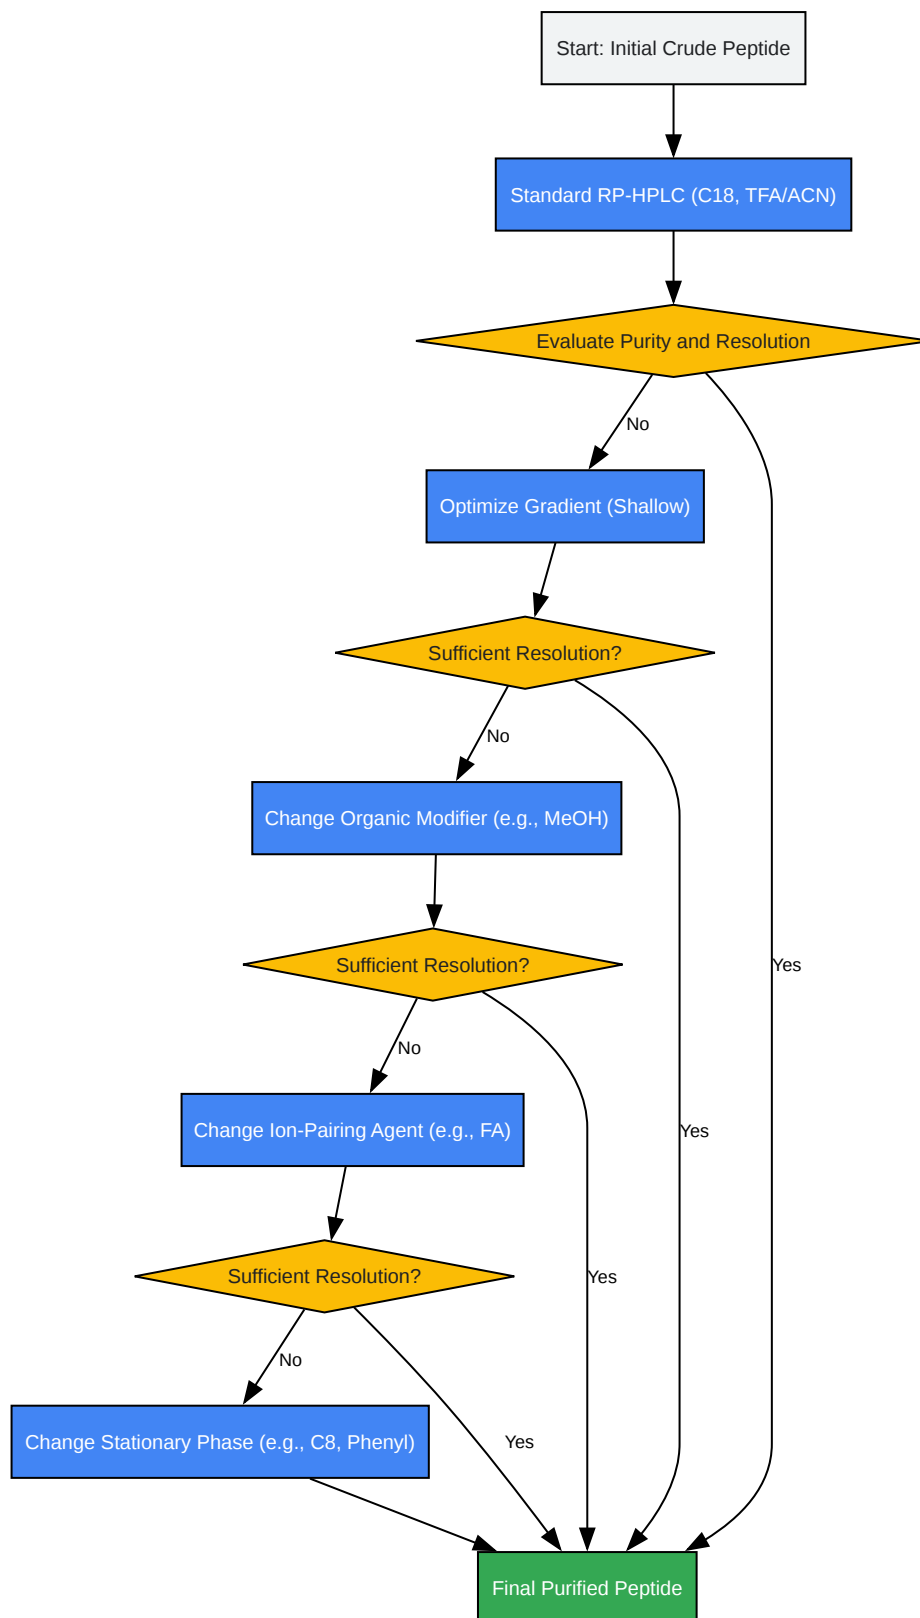 Start: Initial Crude Peptide
Standard RP-HPLC (C18, TFA/ACN)
Evaluate Purity and Resolution
No
Optimize Gradient (Shallow)
Sufficient Resolution?
No
Change Organic Modifier (e.g., MeOH)
Sufficient Resolution?
Yes
No
Change Ion-Pairing Agent (e.g., FA)
Yes
Sufficient Resolution?
Yes
No
Change Stationary Phase (e.g., C8, Phenyl)
Yes
Final Purified Peptide